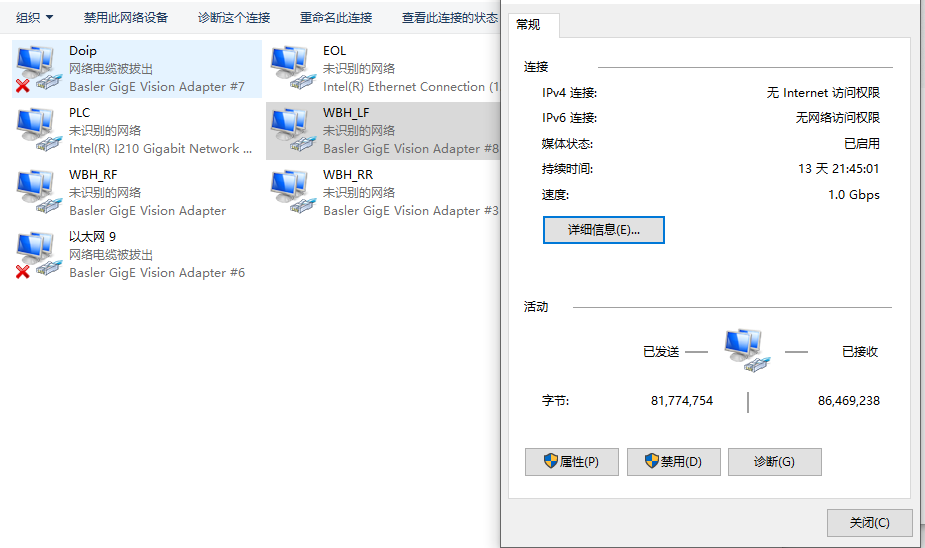 组织 禁用此网络设备 诊断这个连接 重命名此连接 查看此连接的状态
Doip
网络电缆被拔出
Basler GigE Vision Adapter #7
EOL
未识别的网络
Intel(R) Ethernet Connection (1
PLC
未识别的网络
Intel(R) I210 Gigabit Network ...
WBH_LF
未识别的网络
Basler GigE Vision Adapter #8
WBH_RF
未识别的网络
Basler GigE Vision Adapter
WBH_RR
未识别的网络
Basler GigE Vision Adapter #3
以太网 9
网络电缆被拔出
Basler GigE Vision Adapter #6
常规
连接
IPv4 连接: 无 Internet 访问权限
IPv6 连接: 无网络访问权限
媒体状态: 已启用
持续时间: 13 天 21:45:01
速度: 1.0 Gbps
详细信息(E)...
活动
已发送 已接收
字节: 81,774,754 86,469,238
属性(P) 禁用(D) 诊断(G)
关闭(C)